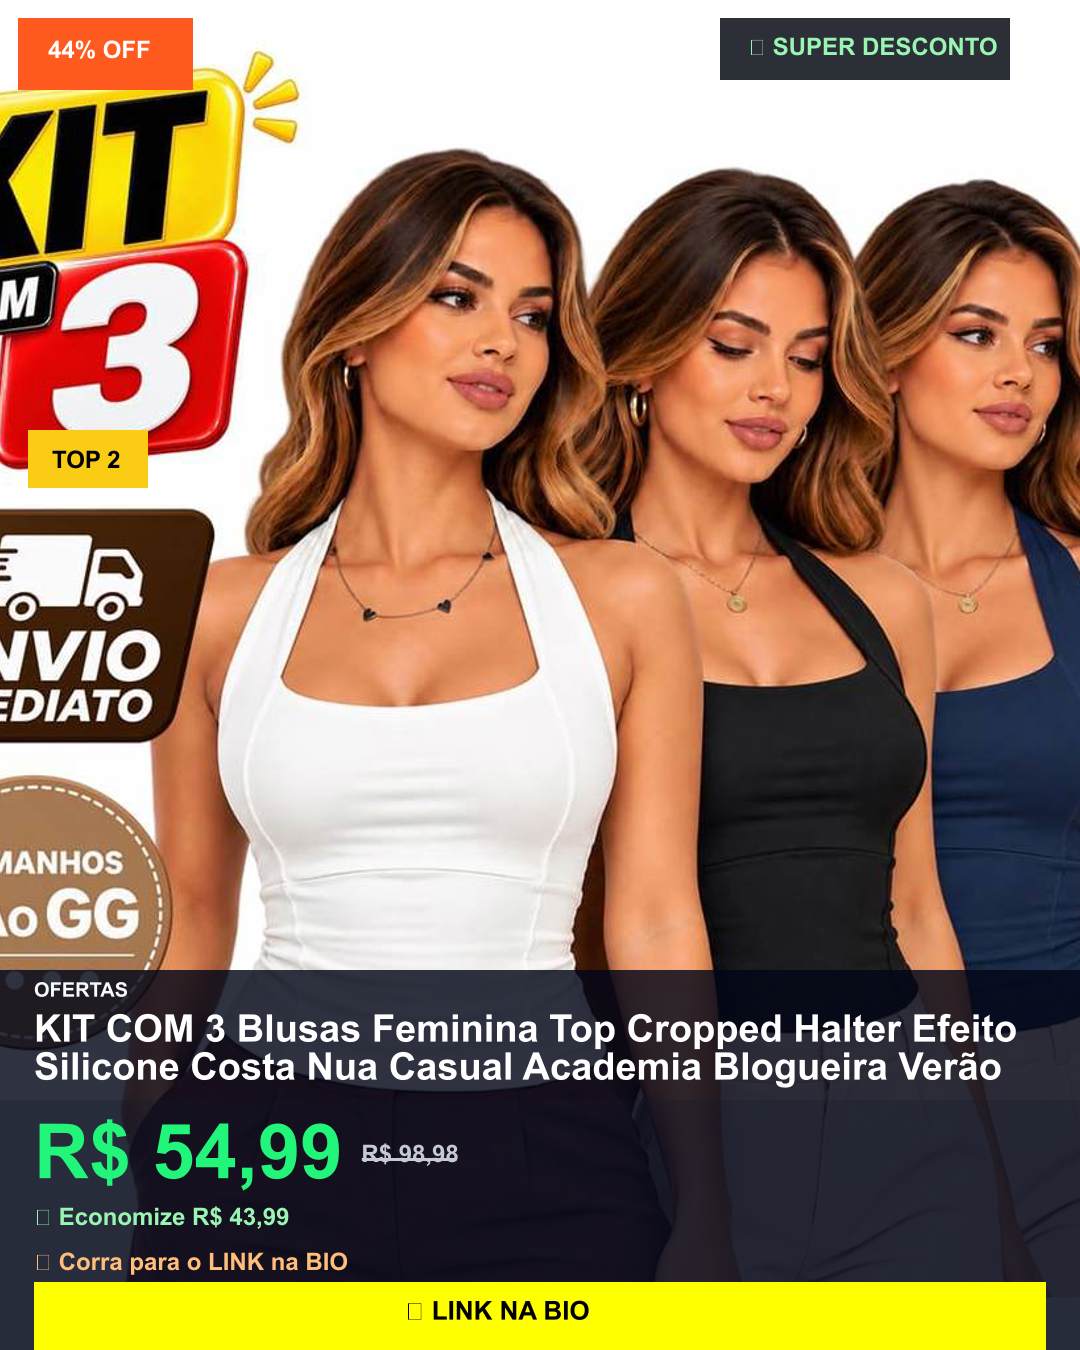 44% OFF
SUPER DESCONTO
KIT
M
3
TOP 2
NVIO
EDIATO
MANHOS
Ao GG
OFERTAS
KIT COM 3 Blusas Feminina Top Cropped Halter Efeito
Silicone Costa Nua Casual Academia Blogueira Verão
R$ 54,99 R$ 98,98
Economize R$ 43,99
Corra para o LINK na BIO
LINK NA BIO